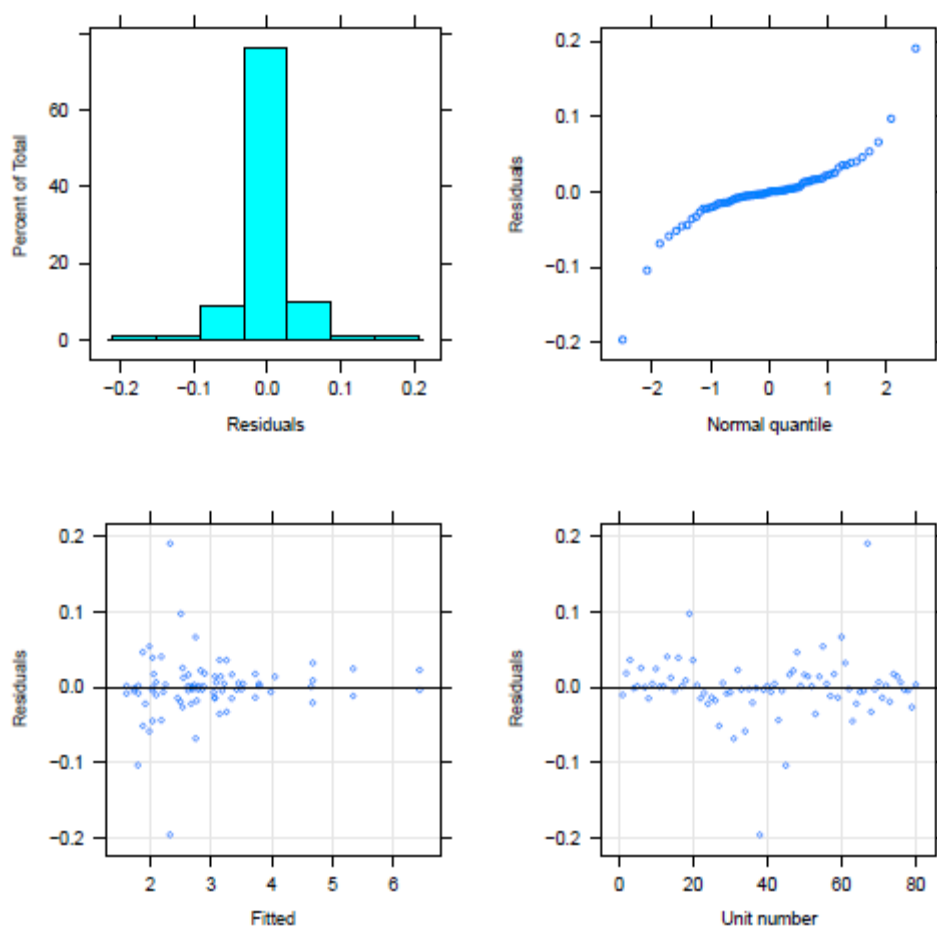 Percent of Total
60
40
20
0
−0.2 −0.1 0.0 0.1 0.2
Residuals
Residuals
0.2
0.1
0.0
−0.1
−0.2
−2 −1 0 1 2
Normal quantile
Residuals
0.2
0.1
0.0
−0.1
−0.2
2 3 4 5 6
Fitted
Residuals
0.2
0.1
0.0
−0.1
−0.2
0 20 40 60 80
Unit number